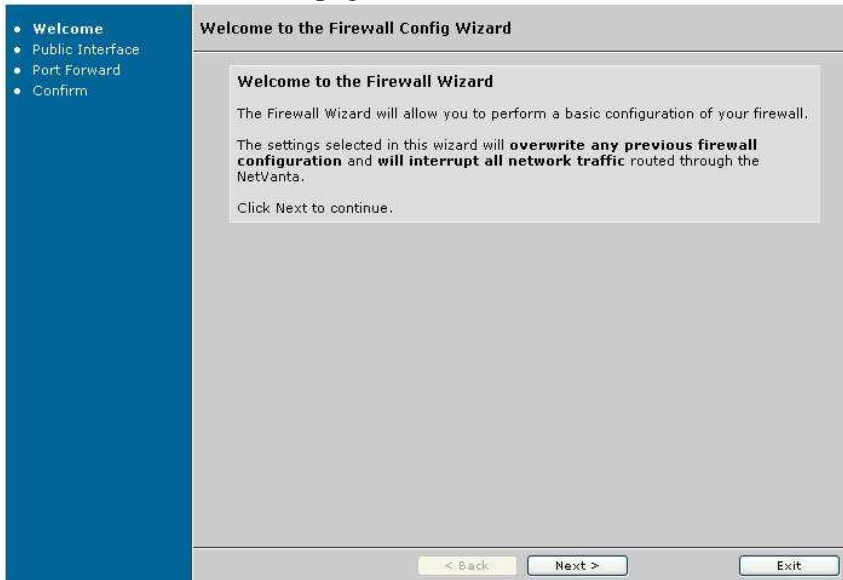 • Welcome
• Public Interface
• Port Forward
• Confirm
Welcome to the Firewall Config Wizard
Welcome to the Firewall Wizard
The Firewall Wizard will allow you to perform a basic configuration of your firewall.
The settings selected in this wizard will overwrite any previous firewall
configuration and will interrupt all network traffic routed through the
NetVanta.
Click Next to continue.
< Back
Next >
Exit